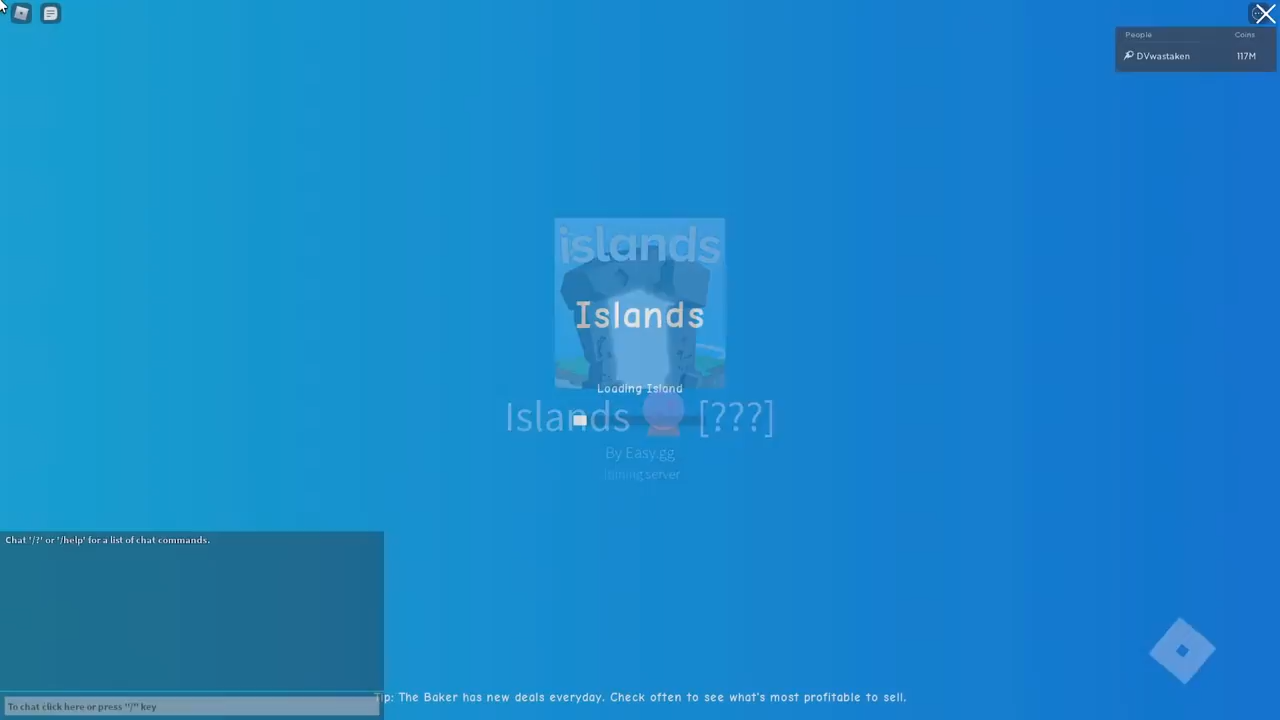 People Coins
DVwastaken 117M
islands
Islands
Loading Island
Islands [???]
By Easy.gg
Joining server
Chat '/?' or '/help' for a list of chat commands.
Tip: The Baker has new deals everyday. Check often to see what's most profitable to sell.
To chat click here or press "/" key